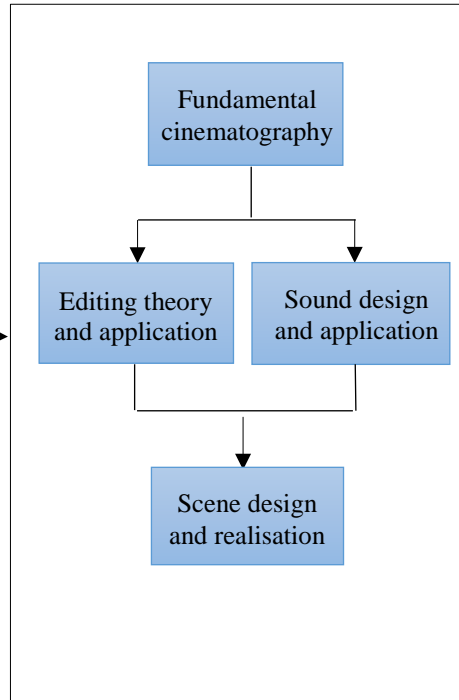 Fundamental
cinematography
Editing theory
and application
Sound design
and application
Scene design
and realisation